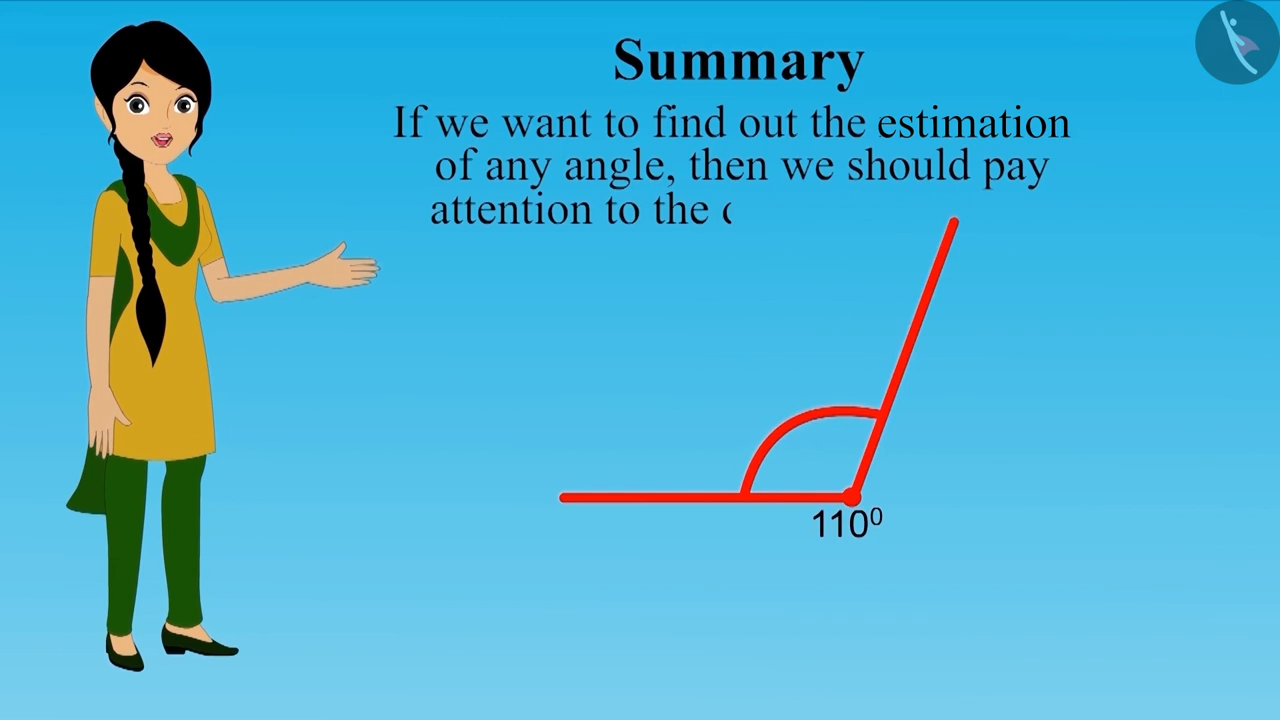 Summary
If we want to find out the estimation
of any angle, then we should pay
attention to the
110⁰